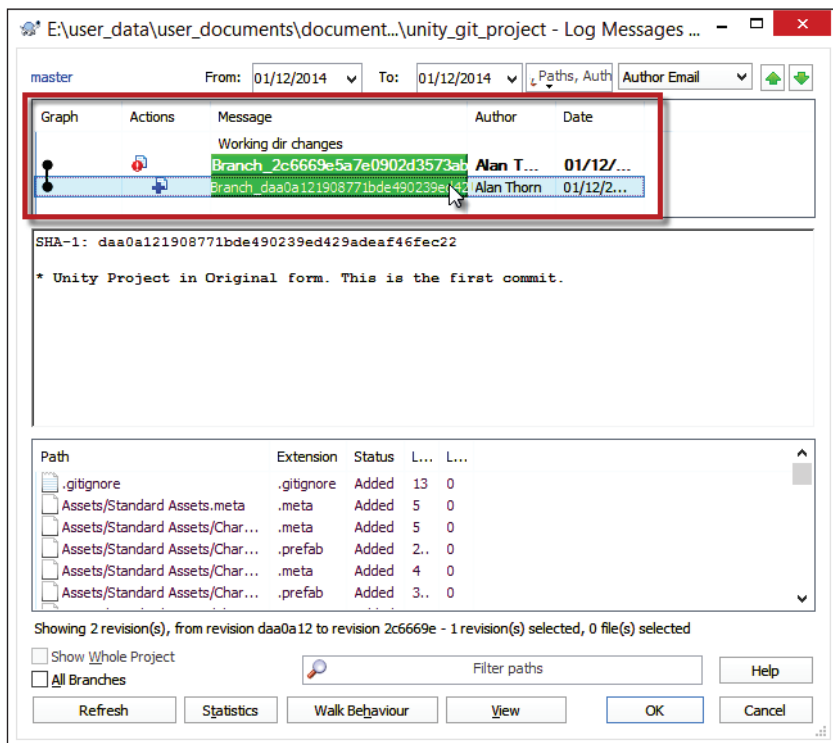 E:\user_data\user_documents\document...\unity_git_project - Log Messages ...
master From: 01/12/2014 To: 01/12/2014 Paths, Auth Author Email
Graph Actions Message Author Date
Working dir changes
Branch_2c6669e5a7e0902d3573ab Alan T... 01/12/...
Branch_daa0a121908771bde490239ed42 Alan Thorn 01/12/2...
SHA-1: daa0a121908771bde490239ed429adeaf46fec22
* Unity Project in Original form. This is the first commit.
Path Extension Status L... L...
.gitignore .gitignore Added 13 0
Assets/Standard Assets.meta .meta Added 5 0
Assets/Standard Assets/Char... .meta Added 5 0
Assets/Standard Assets/Char... .prefab Added 2.. 0
Assets/Standard Assets/Char... .meta Added 4 0
Assets/Standard Assets/Char... .prefab Added 3.. 0
Showing 2 revision(s), from revision daa0a12 to revision 2c6669e - 1 revision(s) selected, 0 file(s) selected
Show Whole Project
All Branches
Filter paths
Help
Refresh Statistics Walk Behaviour View OK Cancel